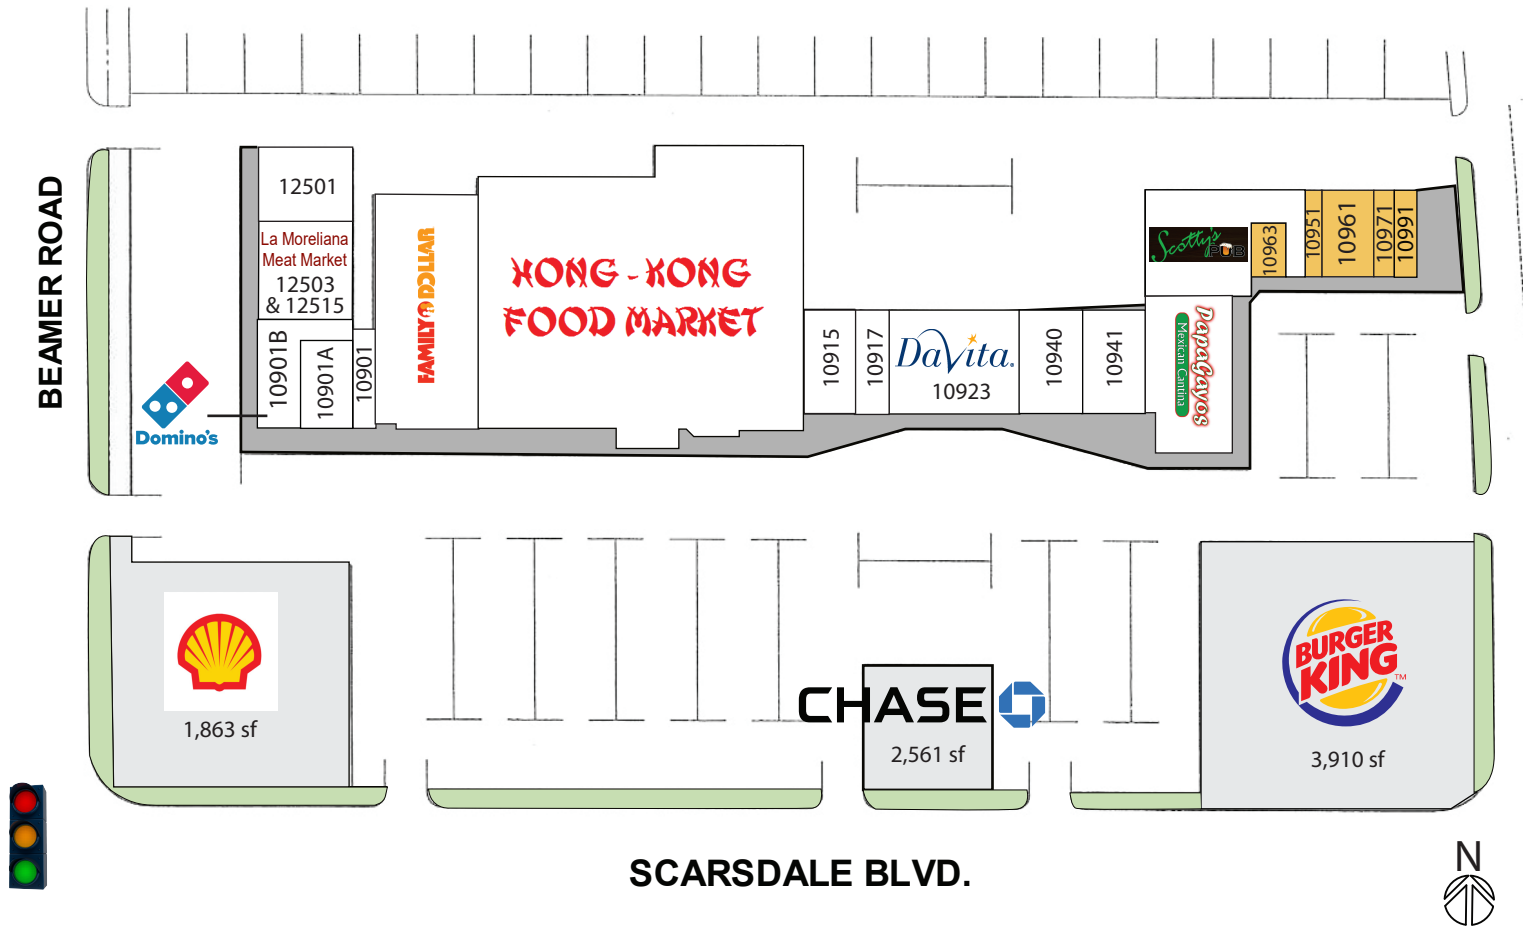 BEAMER ROAD
12501
La Moreliana
Meat Market
12503
& 12515
10901B
10901A
10901
Domino's
FAMILY DOLLAR
HONG - KONG
FOOD MARKET
10915
10917
DaVita.
10923
10940
10941
Scotty's
PUB
10963
10951
10961
10971
10991
Papagayos
Mexican Cantina
1,863 sf
CHASE
2,561 sf
BURGER
KING
TM
3,910 sf
SCARSDALE BLVD.
N